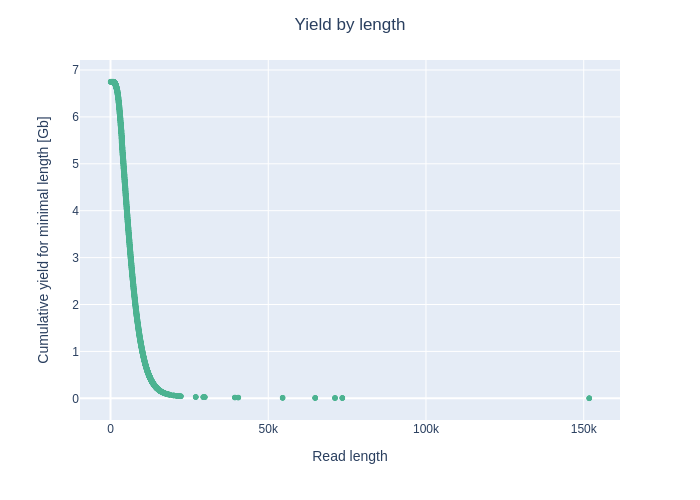 Yield by length
Cumulative yield for minimal length [Gb]
7
6
5
4
3
2
1
0
0
50k
100k
150k
Read length